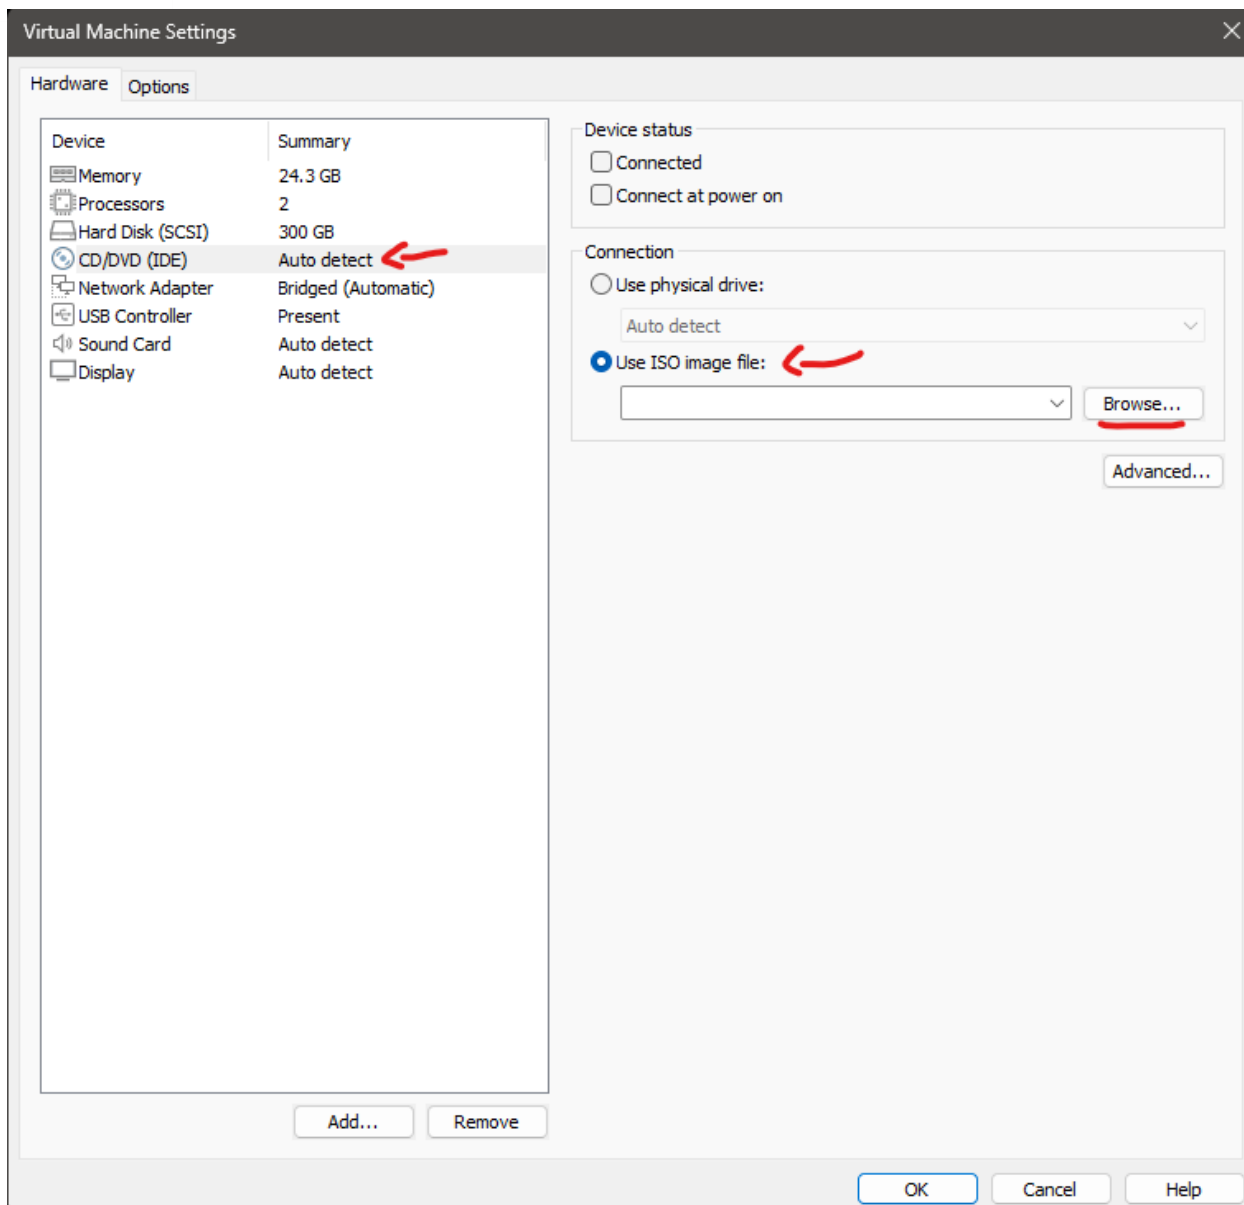 Virtual Machine Settings
Hardware
Options
Device Summary
Memory 24.3 GB
Processors 2
Hard Disk (SCSI) 300 GB
CD/DVD (IDE) Auto detect
Network Adapter Bridged (Automatic)
USB Controller Present
Sound Card Auto detect
Display Auto detect
Add...
Remove
Device status
Connected
Connect at power on
Connection
Use physical drive:
Auto detect
Use ISO image file:
Browse...
Advanced...
OK
Cancel
Help